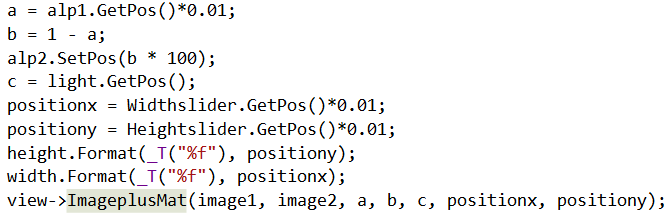 a = alp1.GetPos()*0.01;
b = 1 - a;
alp2.SetPos(b * 100);
c = light.GetPos();
positionx = Widthslider.GetPos()*0.01;
positiony = Heightslider.GetPos()*0.01;
height.Format(_T("%f"), positiony);
width.Format(_T("%f"), positionx);
view->ImageplusMat(image1, image2, a, b, c, positionx, positiony);